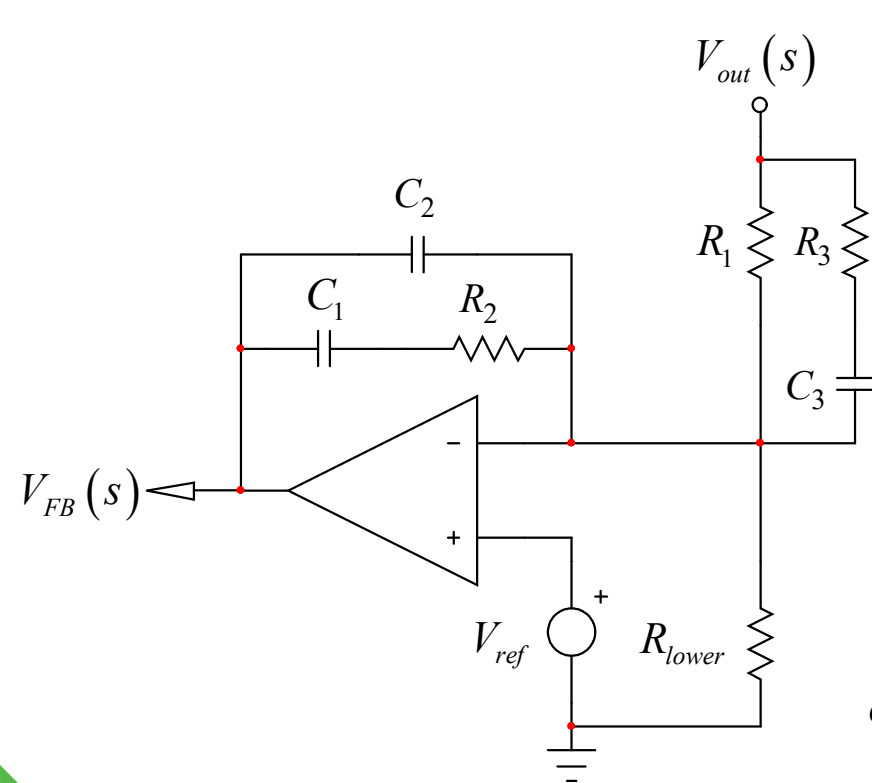 V_out (s)
C_2
R_1
R_3
C_1
R_2
C_3
−
V_FB (s)
+
+
V_ref
R_lower